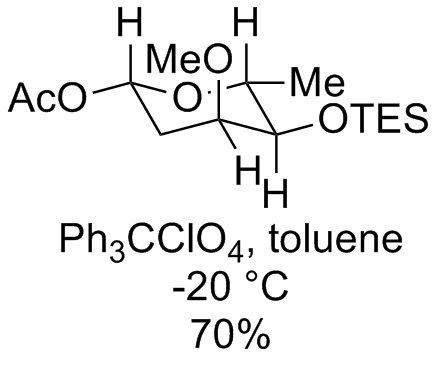 H H
MeO
AcO O Me
OTES
H
H
Ph₃CClO₄, toluene
-20 °C
70%